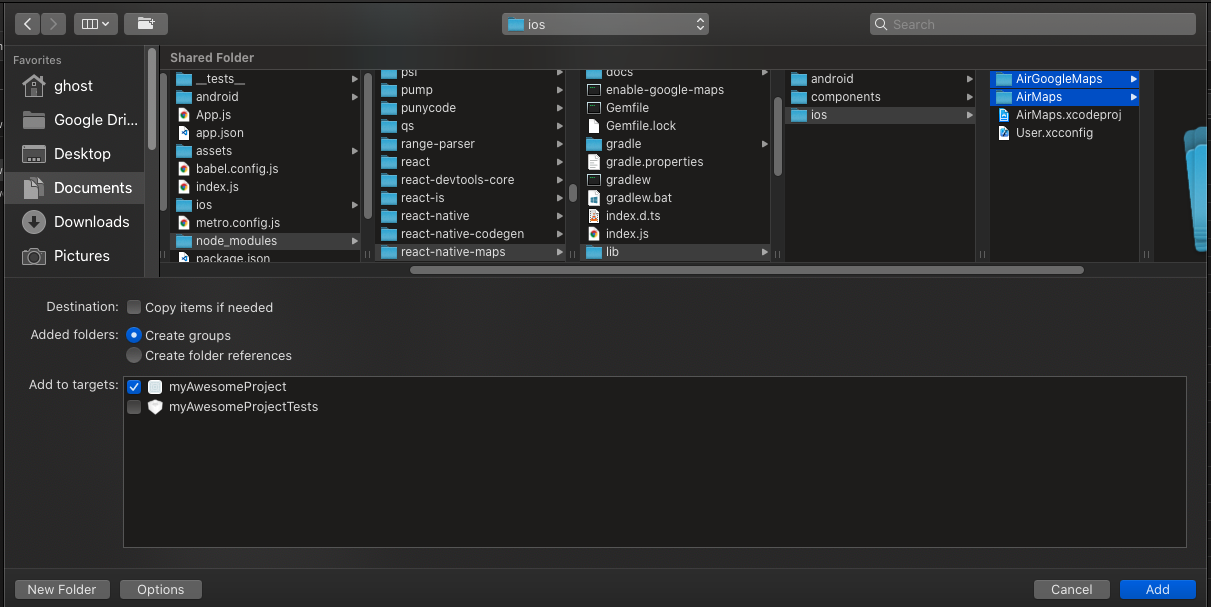 ios
Search
Favorites
ghost
Google Dri...
Desktop
Documents
Downloads
Pictures
Shared Folder
__tests__
android
App.js
app.json
assets
babel.config.js
index.js
ios
metro.config.js
node_modules
package.json
psl
pump
punycode
qs
range-parser
react
react-devtools-core
react-is
react-native
react-native-codegen
react-native-maps
docs
enable-google-maps
Gemfile
Gemfile.lock
gradle
gradle.properties
gradlew
gradlew.bat
index.d.ts
index.js
lib
android
components
ios
AirGoogleMaps
AirMaps
AirMaps.xcodeproj
User.xcconfig
Destination: Copy items if needed
Added folders: Create groups
Create folder references
Add to targets: myAwesomeProject
myAwesomeProjectTests
New Folder Options Cancel Add